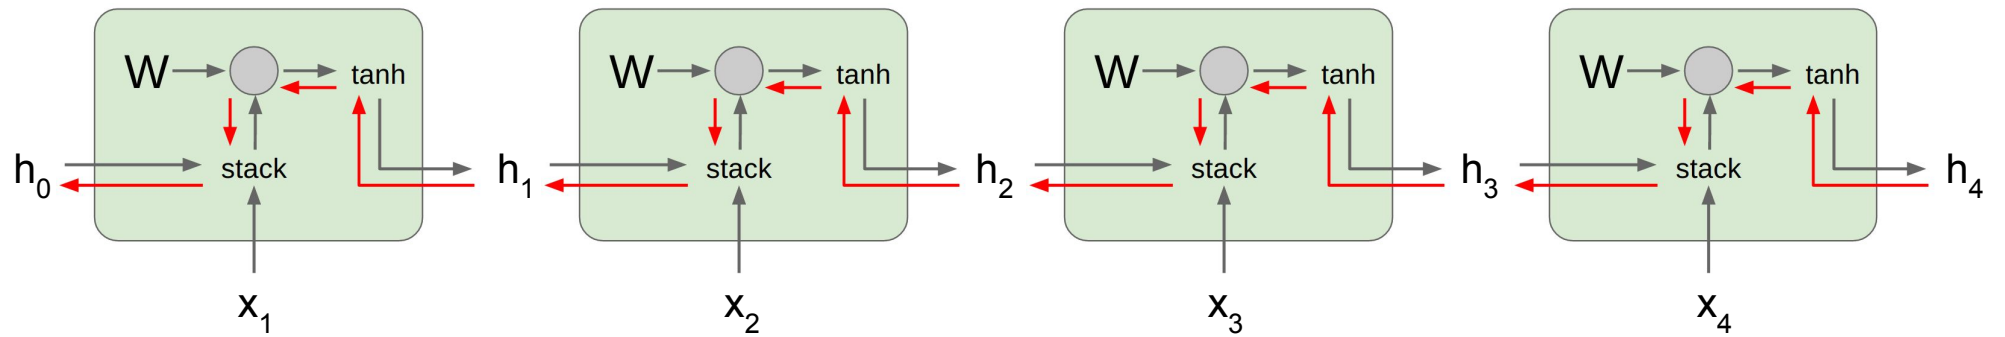 W tanh W tanh W tanh W tanh
h₀ stack h₁ stack h₂ stack h₃ stack h₄
x₁ x₂ x₃ x₄